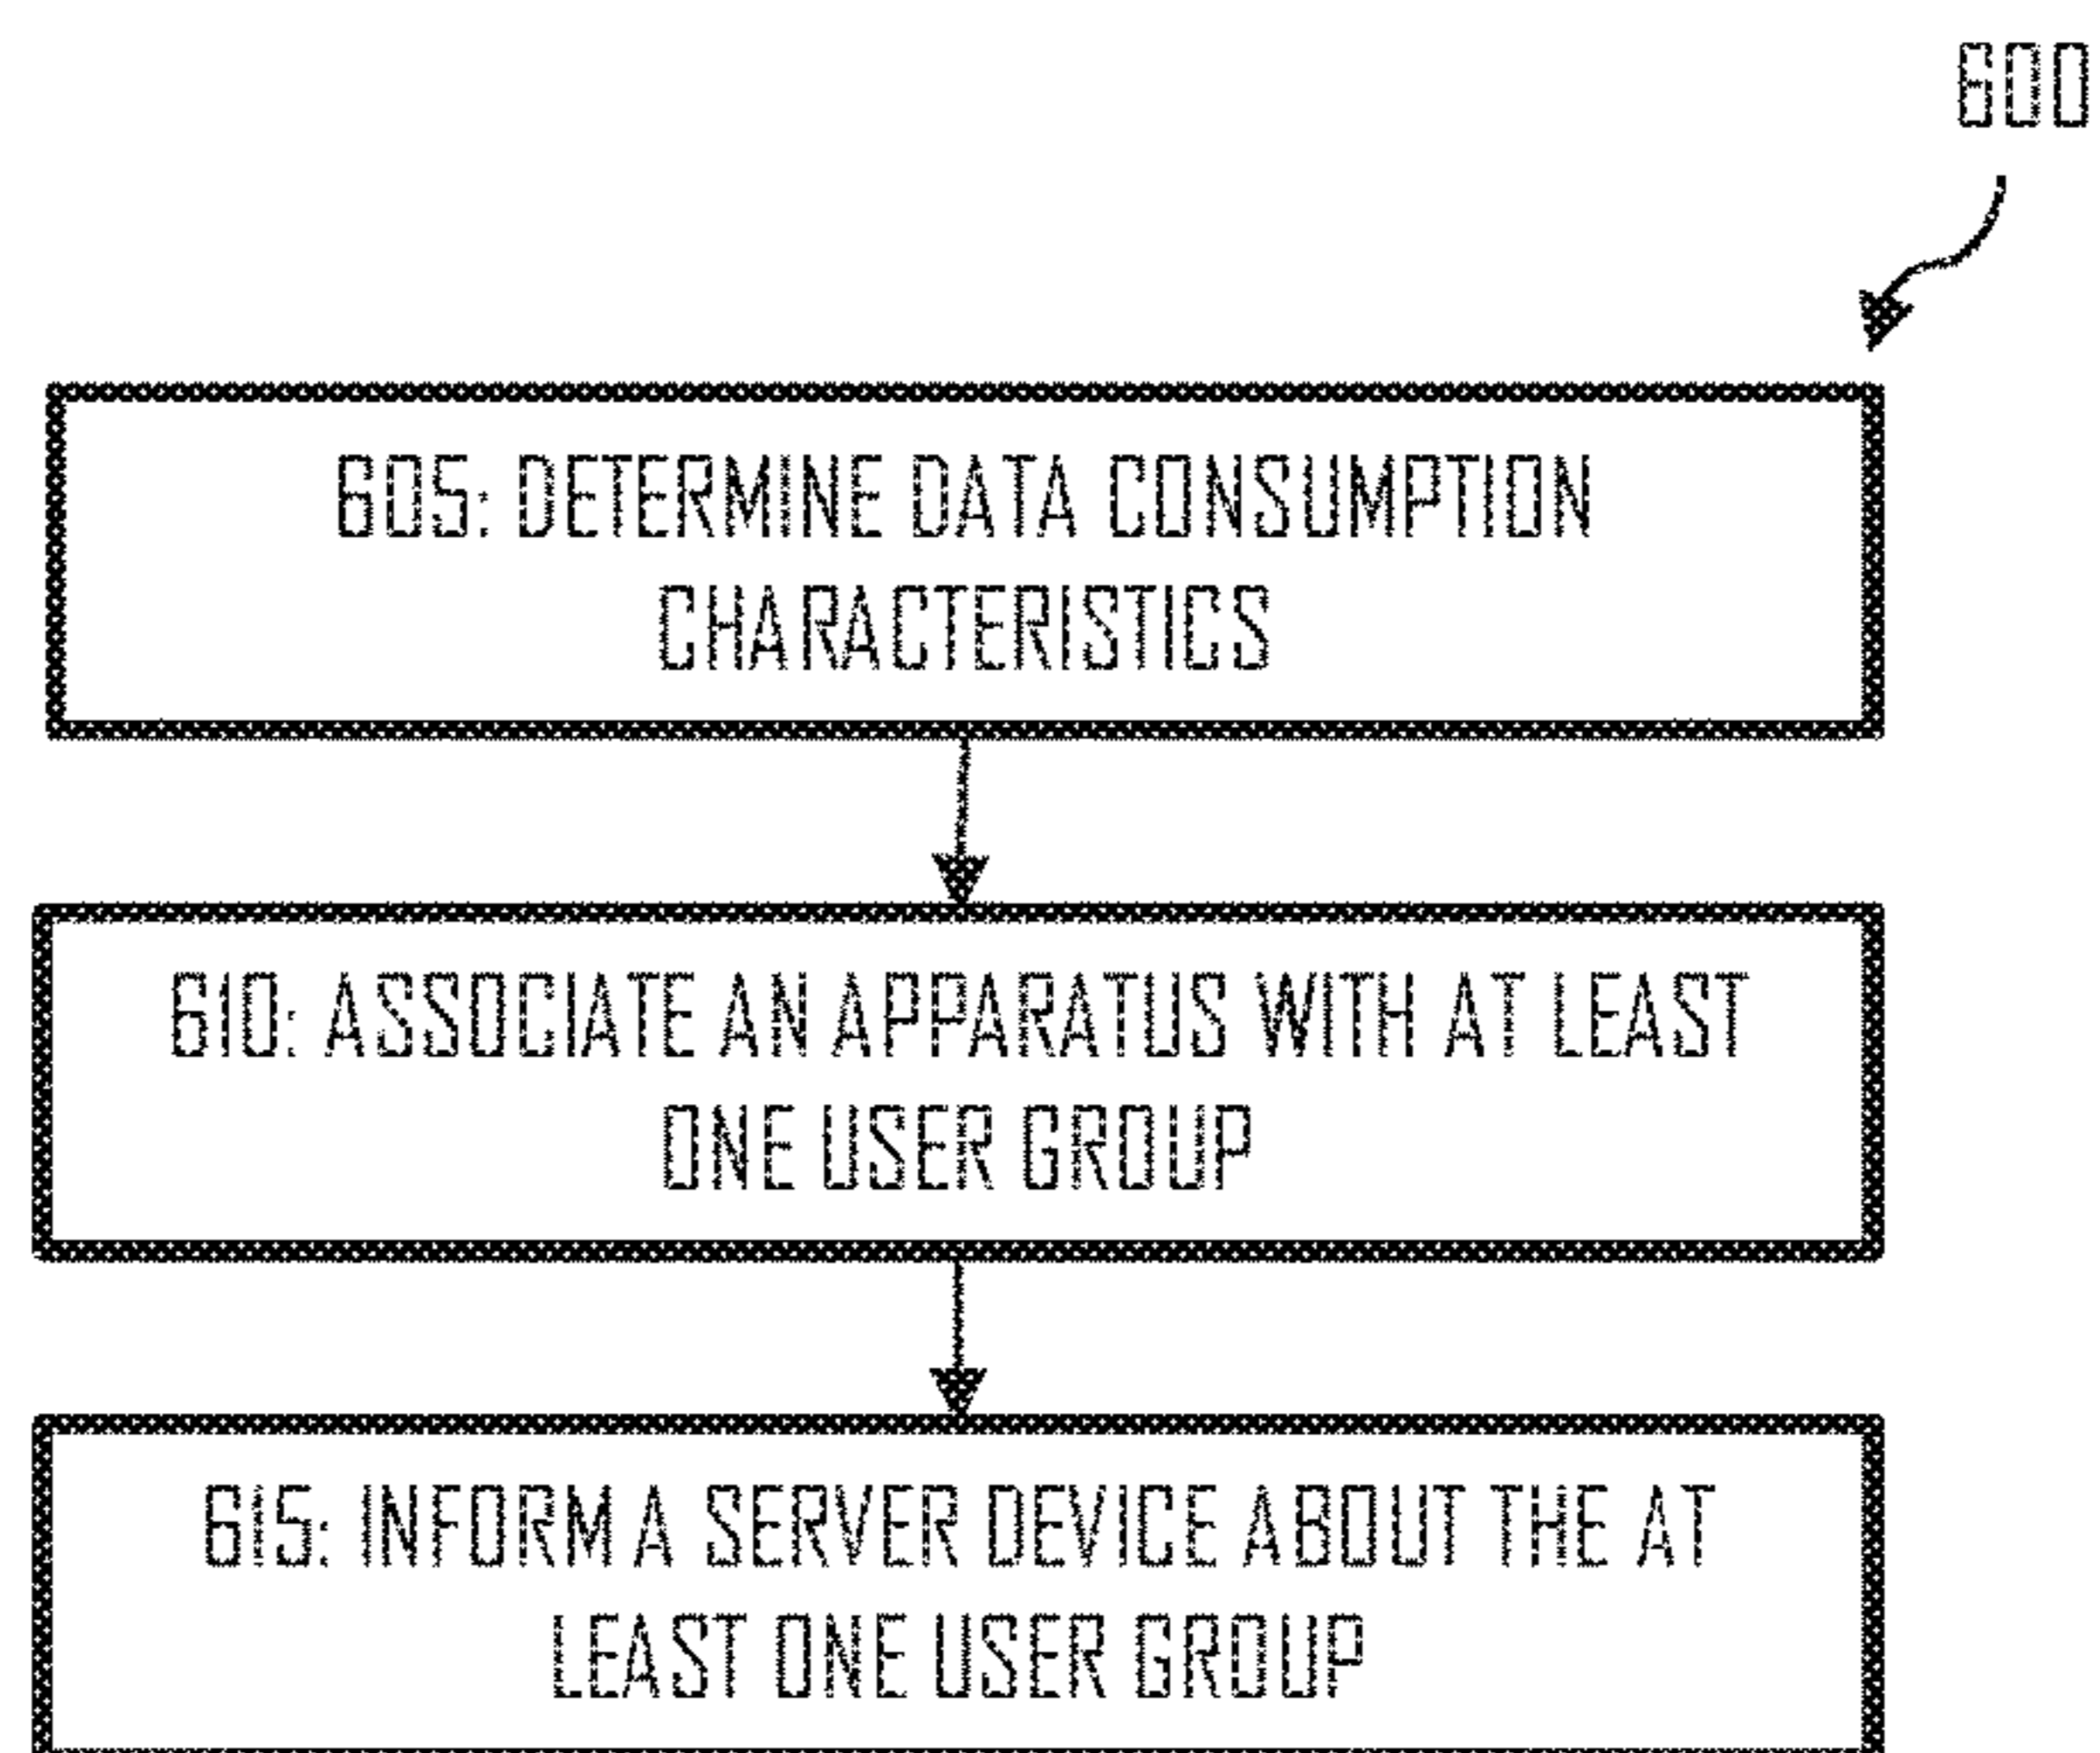 600
605: DETERMINE DATA CONSUMPTION
CHARACTERISTICS
610: ASSOCIATE AN APPARATUS WITH AT LEAST
ONE USER GROUP
615: INFORM A SERVER DEVICE ABOUT THE AT
LEAST ONE USER GROUP